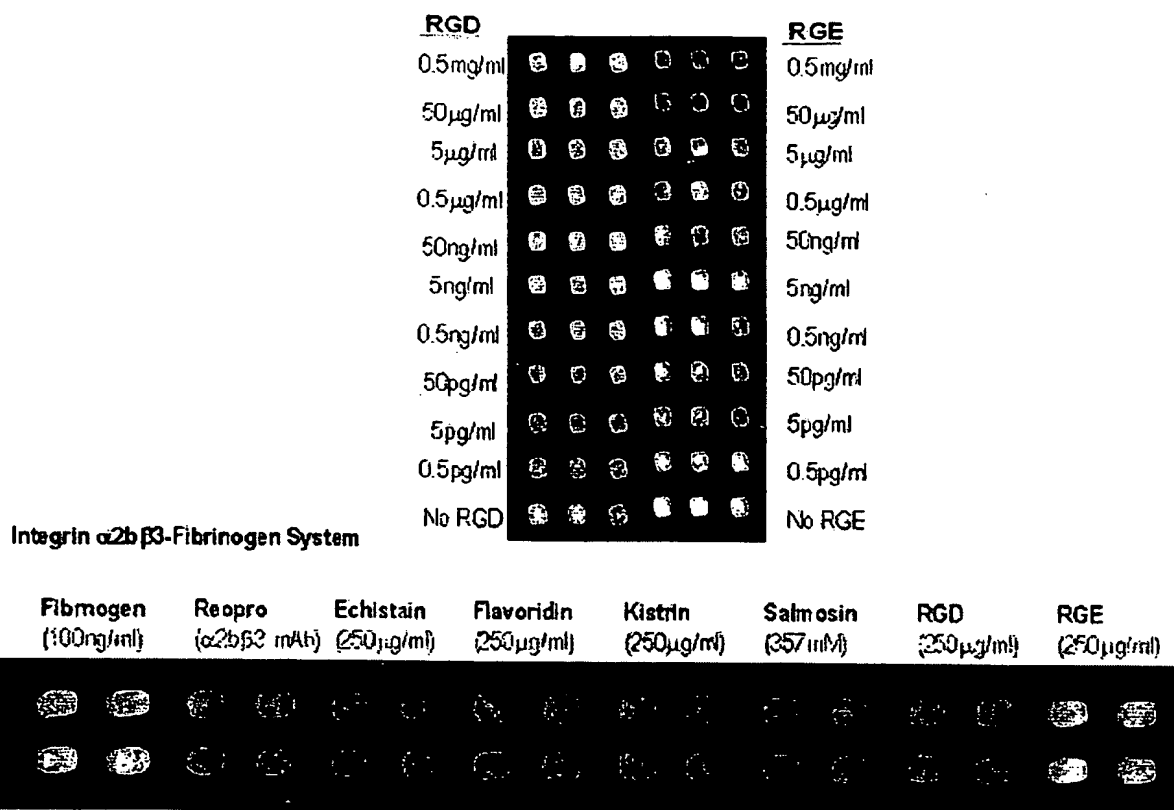 RGD
RGE
0.5mg/ml
0.5mg/ml
50μg/ml
50μg/ml
5μg/ml
5μg/ml
0.5μg/ml
0.5μg/ml
50ng/ml
50ng/ml
5ng/ml
5ng/ml
0.5ng/ml
0.5ng/ml
50pg/ml
50pg/ml
5pg/ml
5pg/ml
0.5pg/ml
0.5pg/ml
No RGD
No RGE
Integrin α2bβ3-Fibrinogen System
Fibrnogen Reopro Echistain Flavoridin Kistrin Salmosin RGD RGE
(100ng/ml) (α2bβ3 mAh) (250μg/ml) (250μg/ml) (250μg/ml) (357mM) (250μg/ml) (250μg/ml)